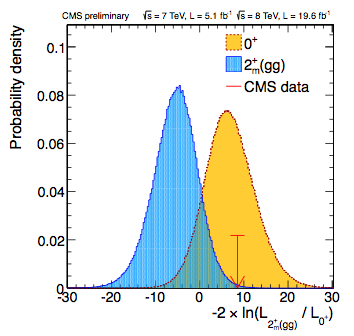 CMS preliminary √s = 7 TeV, L = 5.1 fb⁻¹ √s = 8 TeV, L = 19.6 fb⁻¹
Probability density
0.1
0.08
0.06
0.04
0.02
0
0⁺
2⁺ₘ(gg)
CMS data
-30 -20 -10 0 10 20 30
-2 × ln(L 2⁺ₘ(gg) / L 0⁺)